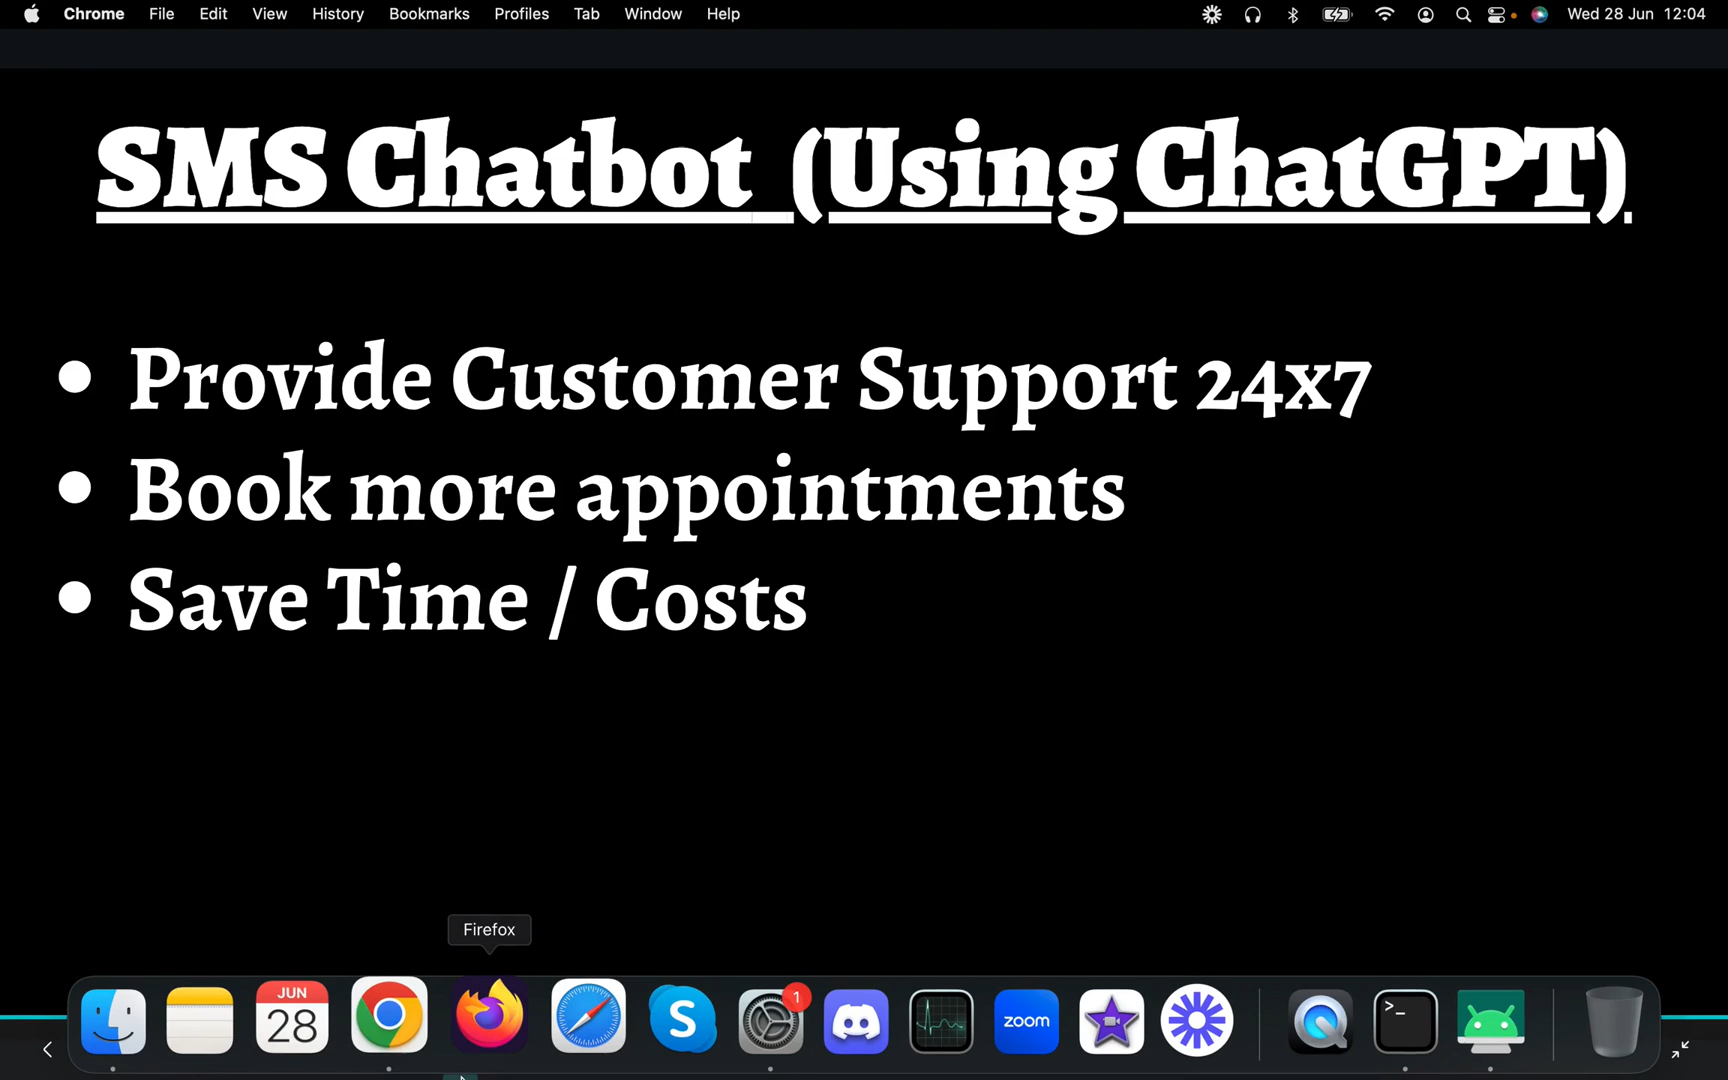 Chrome File Edit View History Bookmarks Profiles Tab Window Help Wed 28 Jun 12:04
SMS Chatbot (Using ChatGPT)
• Provide Customer Support 24x7
• Book more appointments
• Save Time / Costs
Firefox
JUN
28
S
1
zoom
>_